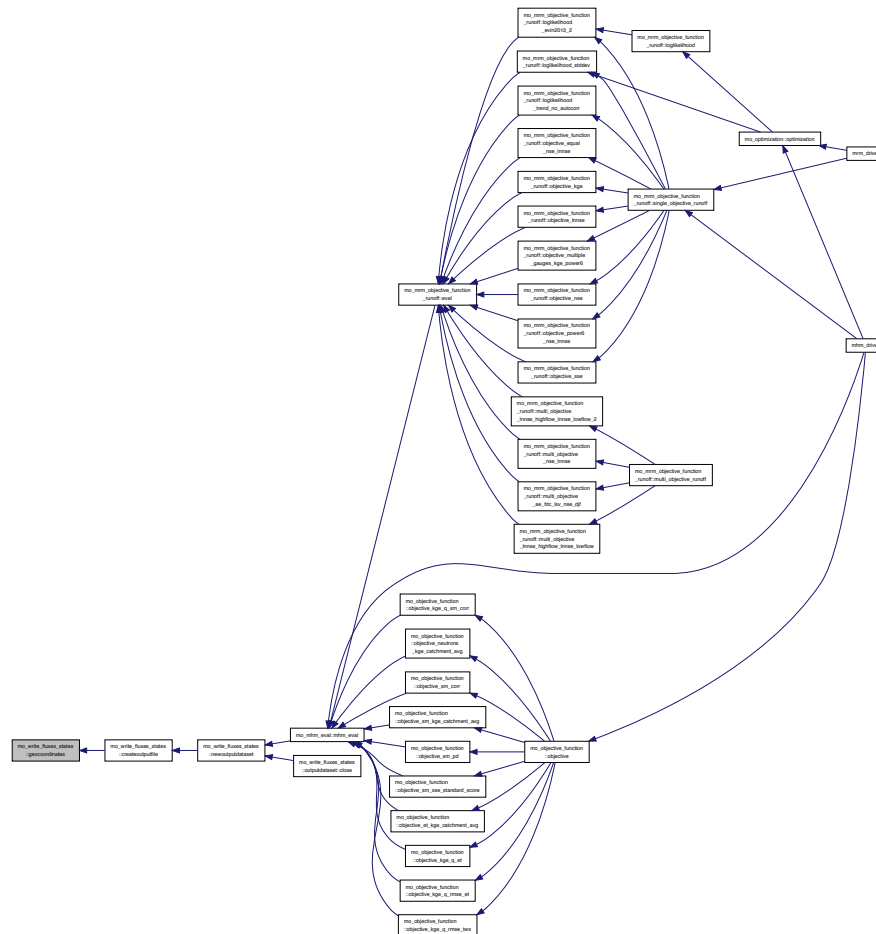 mo_mrm_objective_function
_runoff::loglikelihood
_evin2013_2
mo_mrm_objective_function
_runoff::loglikelihood
mo_mrm_objective_function
_runoff::loglikelihood_stddev
mo_mrm_objective_function
_runoff::loglikelihood
_trend_no_autocorr
mo_optimization::optimization
mrm_drive
mo_mrm_objective_function
_runoff::objective_equal
_nse_lnnse
mo_mrm_objective_function
_runoff::objective_kge
mo_mrm_objective_function
_runoff::single_objective_runoff
mo_mrm_objective_function
_runoff::objective_lnnse
mo_mrm_objective_function
_runoff::objective_multiple
_gauges_kge_power6
mo_mrm_objective_function
_runoff::eval
mo_mrm_objective_function
_runoff::objective_nse
mo_mrm_objective_function
_runoff::objective_power6
_nse_lnnse
mhm_drive
mo_mrm_objective_function
_runoff::objective_sse
mo_mrm_objective_function
_runoff::multi_objective
_lnnse_highflow_lnnse_lowflow_2
mo_mrm_objective_function
_runoff::multi_objective
_nse_lnnse
mo_mrm_objective_function
_runoff::multi_objective_runoff
mo_mrm_objective_function
_runoff::multi_objective
_ae_fdc_lsv_nse_djf
mo_mrm_objective_function
_runoff::multi_objective
_lnnse_highflow_lnnse_lowflow
mo_objective_function
::objective_kge_q_sm_corr
mo_objective_function
::objective_neutrons
_kge_catchment_avg
mo_objective_function
::objective_sm_corr
mo_objective_function
::objective_sm_kge_catchment_avg
mo_mhm_eval::mhm_eval
mo_write_fluxes_states
::geocoordinates
mo_write_fluxes_states
::createoutputfile
mo_write_fluxes_states
::newoutputdataset
mo_objective_function
::objective_sm_pd
mo_objective_function
::objective
mo_write_fluxes_states
::outputdataset::close
mo_objective_function
::objective_sm_sse_standard_score
mo_objective_function
::objective_et_kge_catchment_avg
mo_objective_function
::objective_kge_q_et
mo_objective_function
::objective_kge_q_rmse_et
mo_objective_function
::objective_kge_q_rmse_tws